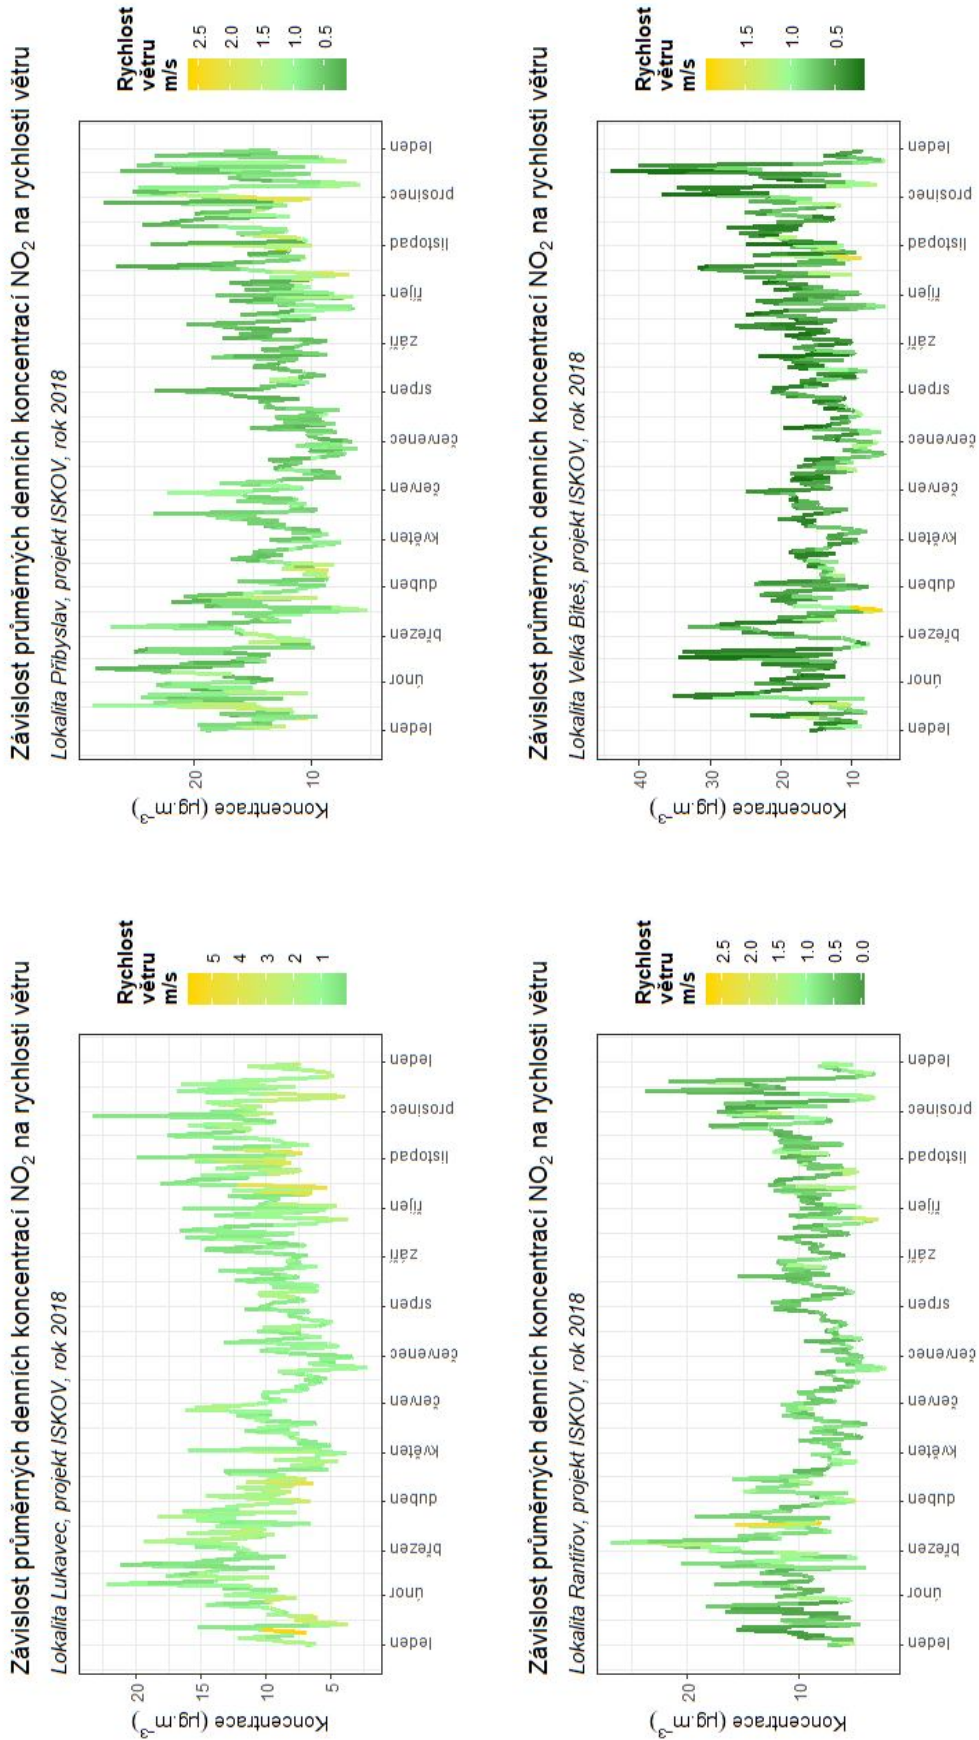 Závislost průměrných denních koncentrací NO₂ na rychlosti větru
Lokalita Lukavec, projekt ISKOV, rok 2018
Koncentrace (µg.m⁻³)
20
15
10
5
leden
únor
březen
duben
květen
červen
červenec
srpen
září
říjen
listopad
prosinec
leden
Rychlost
větru
m/s
5
4
3
2
1
Závislost průměrných denních koncentrací NO₂ na rychlosti větru
Lokalita Přibyslav, projekt ISKOV, rok 2018
Koncentrace (µg.m⁻³)
20
10
leden
únor
březen
duben
květen
červen
červenec
srpen
září
říjen
listopad
prosinec
leden
Rychlost
větru
m/s
2.5
2.0
1.5
1.0
0.5
Závislost průměrných denních koncentrací NO₂ na rychlosti větru
Lokalita Rantířov, projekt ISKOV, rok 2018
Koncentrace (µg.m⁻³)
20
10
leden
únor
březen
duben
květen
červen
červenec
srpen
září
říjen
listopad
prosinec
leden
Rychlost
větru
m/s
2.5
2.0
1.5
1.0
0.5
0.0
Závislost průměrných denních koncentrací NO₂ na rychlosti větru
Lokalita Velká Bíteš, projekt ISKOV, rok 2018
Koncentrace (µg.m⁻³)
40
30
20
10
leden
únor
březen
duben
květen
červen
červenec
srpen
září
říjen
listopad
prosinec
leden
Rychlost
větru
m/s
1.5
1.0
0.5